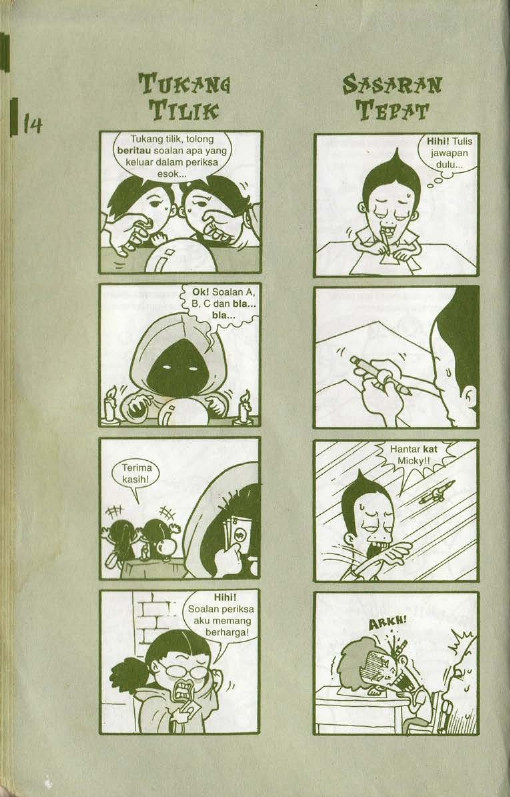 14
TUKANG
TILIK
Tukang tilik, tolong
beritau soalan apa yang
keluar dalam periksa
esok...
Ok! Soalan A,
B, C dan bla...
bla...
Terima
kasih!
Hihi!
Soalan periksa
aku memang
berharga!
SASARAN
TEPAT
Hihi! Tulis
jawapan
dulu...
Hantar kat
Micky!!
ARKH!